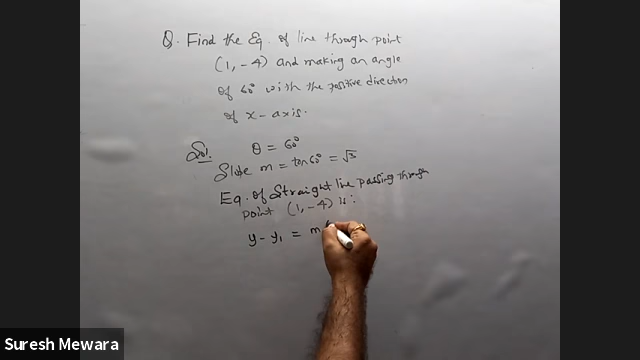 Q. Find the Eq. of line through point
(1, -4) and making an angle
of 60° with the positive direction
of x-axis.
Sol. θ = 60°
Slope m = tan 60° = √3
Eq. of Straight line passing through
point (1, -4) is:
y - y₁ = m(
Suresh Mewara